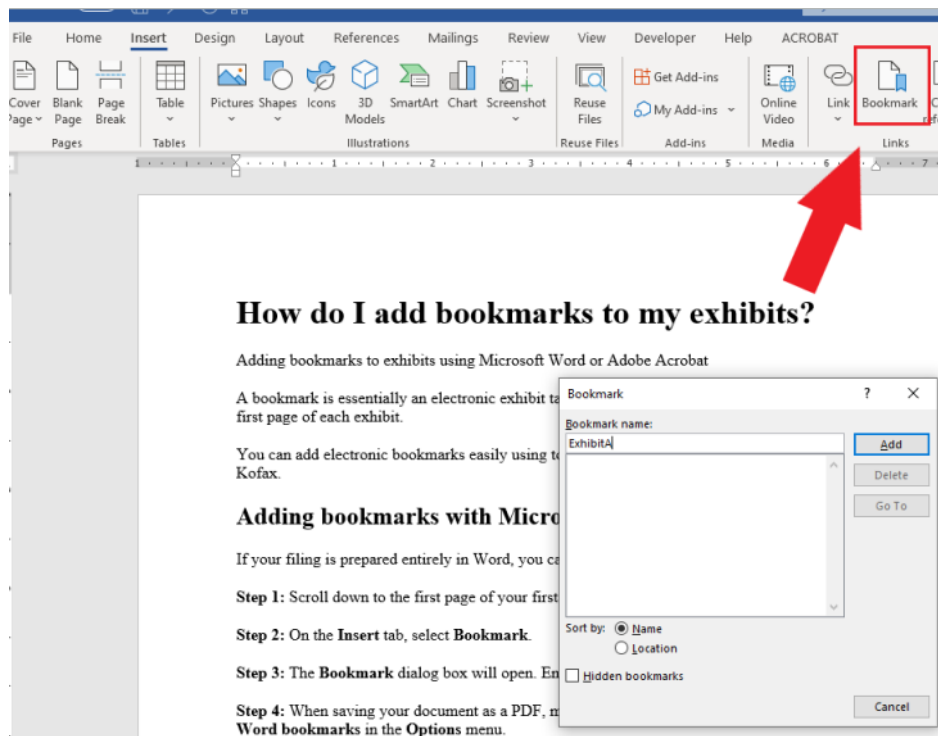 File Home Insert Design Layout References Mailings Review View Developer Help ACROBAT
Cover Blank Page Table Pictures Shapes Icons 3D SmartArt Chart Screenshot Reuse Get Add-ins Online Link Bookmark
Page Page Break Models Files My Add-ins Video
Pages Tables Illustrations Reuse Files Add-ins Media Links
1 1 2 3 4 5 6 7
How do I add bookmarks to my exhibits?
Adding bookmarks to exhibits using Microsoft Word or Adobe Acrobat
A bookmark is essentially an electronic exhibit
first page of each exhibit.
You can add electronic bookmarks easily using
Kofax.
Adding bookmarks with
If your filing is prepared entirely in Word, you
Step 1: Scroll down to the first page of your first
Step 2: On the Insert tab, select Bookmark.
Step 3: The Bookmark dialog box will open.
Step 4: When saving your document as a PDF,
Word bookmarks in the Options menu.
Bookmark ?
Bookmark name:
ExhibitA
Add
Delete
Go To
Sort by: Name
Location
Hidden bookmarks
Cancel